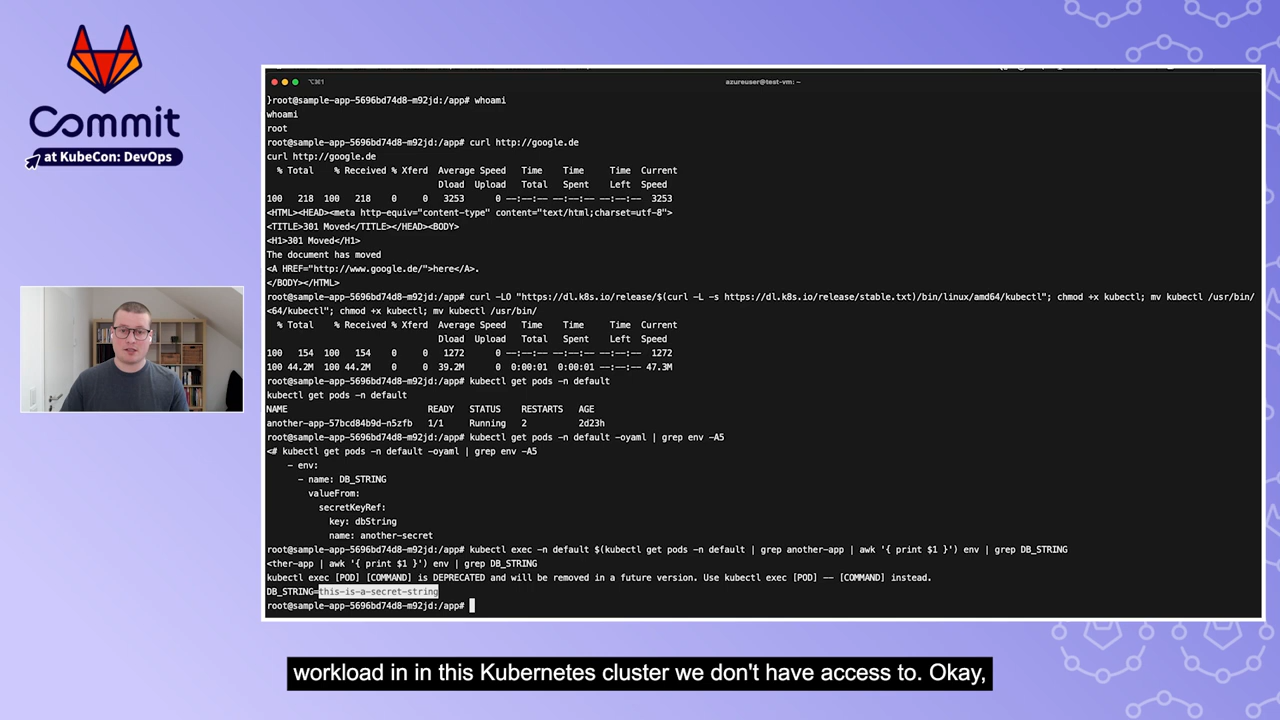 Commit
at KubeCon: DevOps
⌥⌘1
azureuser@test-vm: ~
}root@sample-app-5696bd74d8-m92jd:/app# whoami
whoami
root
root@sample-app-5696bd74d8-m92jd:/app# curl http://google.de
curl http://google.de
% Total % Received % Xferd Average Speed Time Time Time Current
Dload Upload Total Spent Left Speed
100 218 100 218 0 0 3253 0 --:--:-- --:--:-- --:--:-- 3253
<HTML><HEAD><meta http-equiv="content-type" content="text/html;charset=utf-8">
<TITLE>301 Moved</TITLE></HEAD><BODY>
<H1>301 Moved</H1>
The document has moved
<A HREF="http://www.google.de/">here</A>.
</BODY></HTML>
root@sample-app-5696bd74d8-m92jd:/app# curl -LO "https://dl.k8s.io/release/$(curl -L -s https://dl.k8s.io/release/stable.txt)/bin/linux/amd64/kubectl"; chmod +x kubectl; mv kubectl /usr/bin/
<64/kubectl"; chmod +x kubectl; mv kubectl /usr/bin/
% Total % Received % Xferd Average Speed Time Time Time Current
Dload Upload Total Spent Left Speed
100 154 100 154 0 0 1272 0 --:--:-- --:--:-- --:--:-- 1272
100 44.2M 100 44.2M 0 0 39.2M 0 0:00:01 0:00:01 --:--:-- 47.3M
root@sample-app-5696bd74d8-m92jd:/app# kubectl get pods -n default
kubectl get pods -n default
NAME READY STATUS RESTARTS AGE
another-app-57bcd84b9d-n5zfb 1/1 Running 2 2d23h
root@sample-app-5696bd74d8-m92jd:/app# kubectl get pods -n default -oyaml | grep env -A5
<# kubectl get pods -n default -oyaml | grep env -A5
- env:
- name: DB_STRING
valueFrom:
secretKeyRef:
key: dbString
name: another-secret
root@sample-app-5696bd74d8-m92jd:/app# kubectl exec -n default $(kubectl get pods -n default | grep another-app | awk '{ print $1 }') env | grep DB_STRING
<ther-app | awk '{ print $1 }') env | grep DB_STRING
kubectl exec [POD] [COMMAND] is DEPRECATED and will be removed in a future version. Use kubectl exec [POD] -- [COMMAND] instead.
DB_STRING=this-is-a-secret-string
root@sample-app-5696bd74d8-m92jd:/app#
workload in in this Kubernetes cluster we don't have access to. Okay,